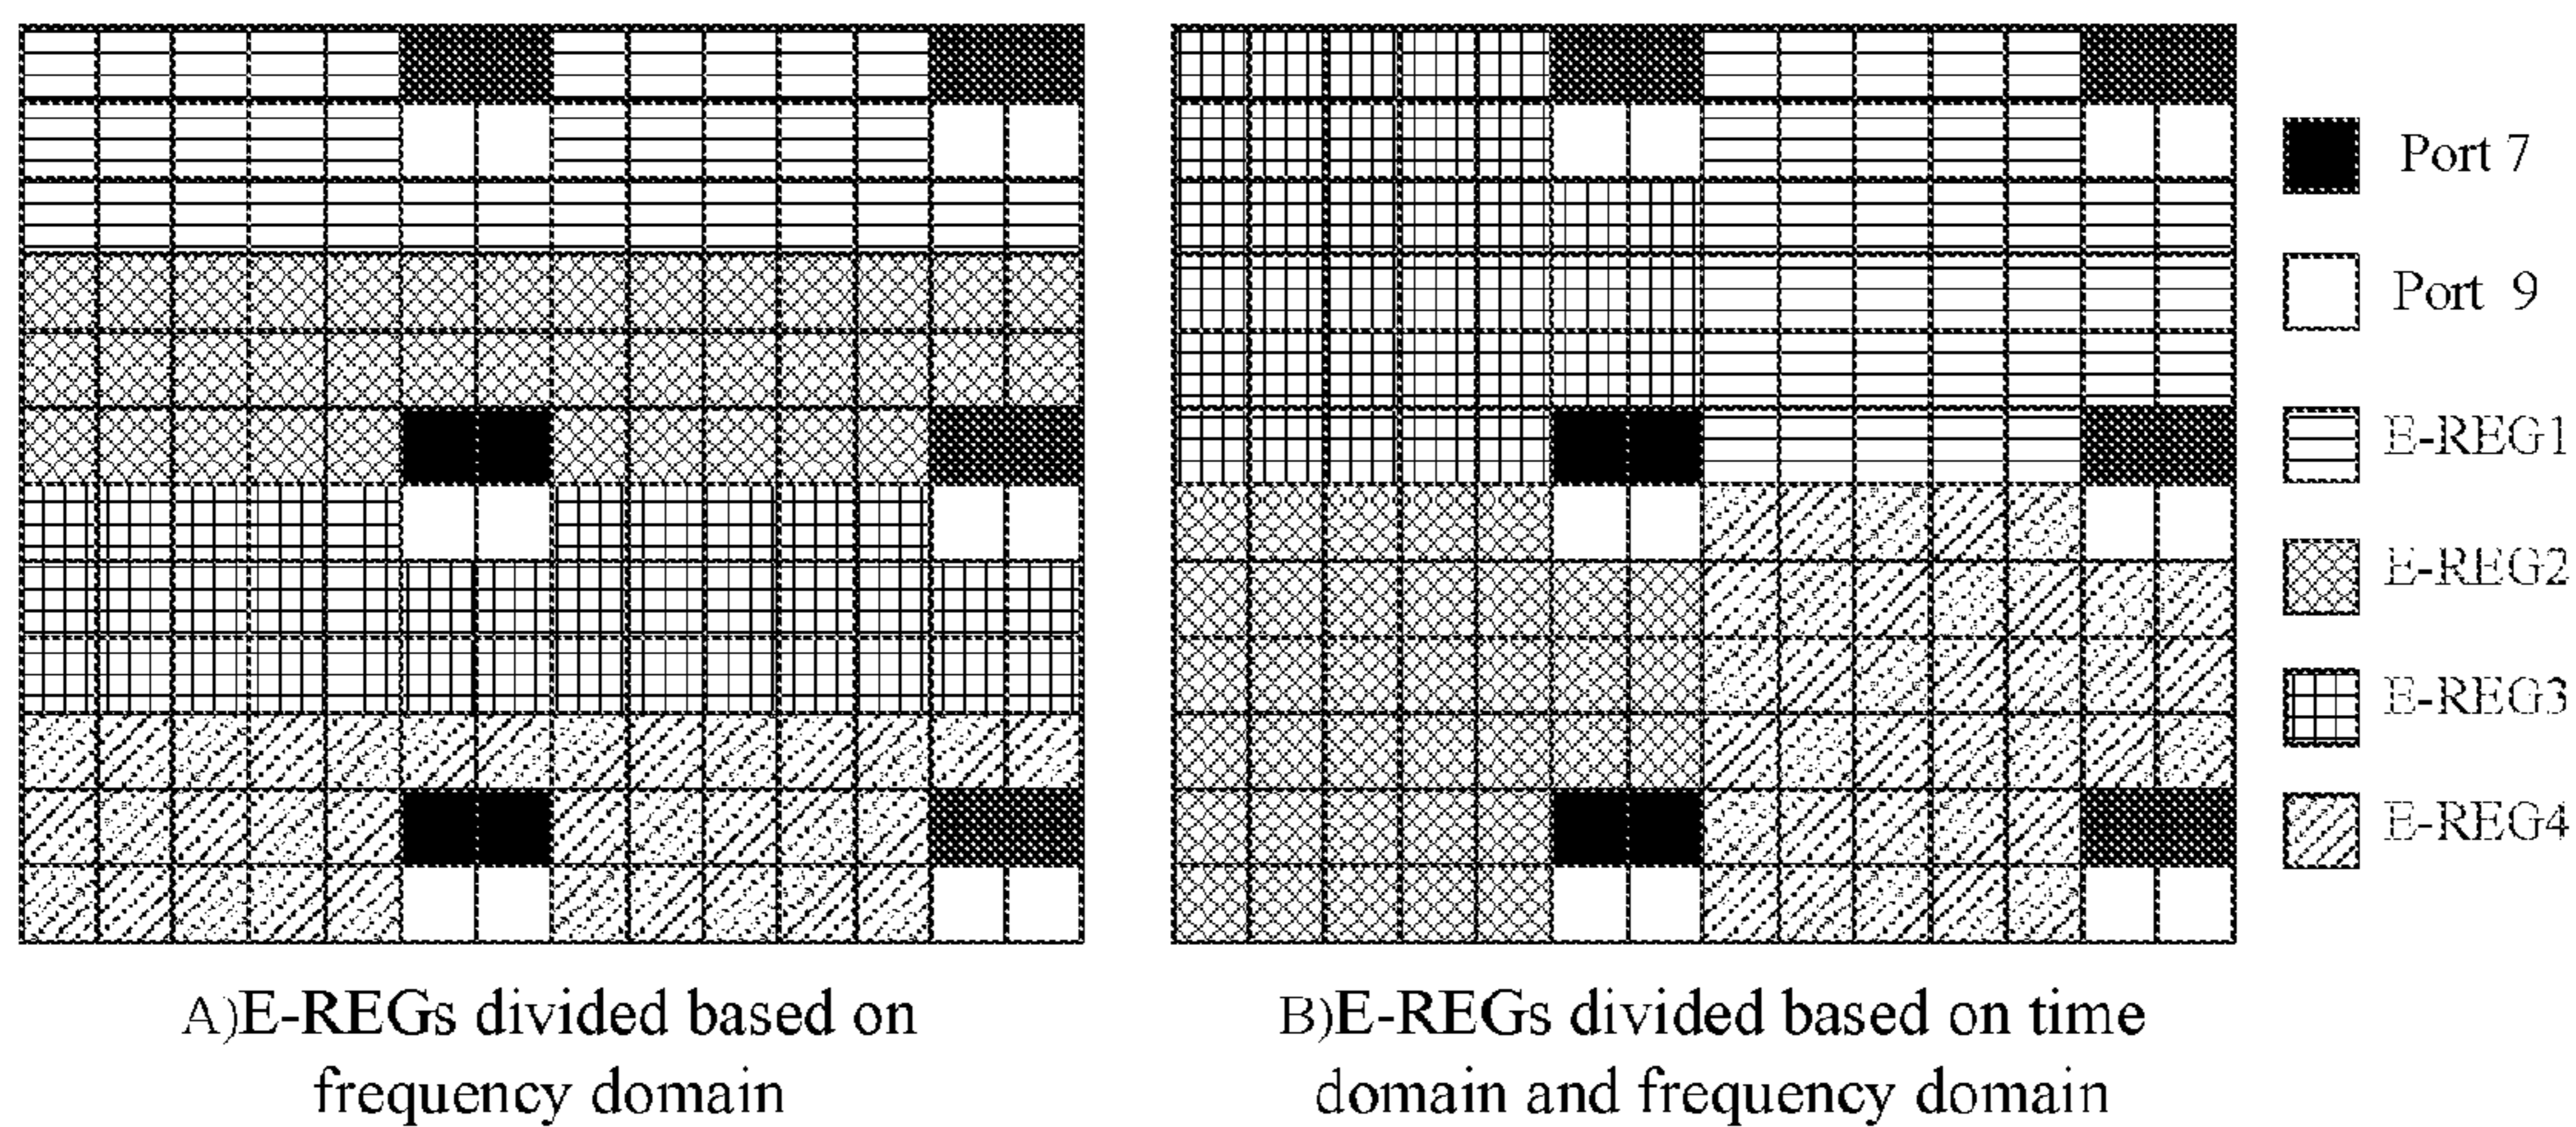 Port 7
Port 9
E-REG1
E-REG2
E-REG3
E-REG4
A)E-REGs divided based on
frequency domain
B)E-REGs divided based on time
domain and frequency domain